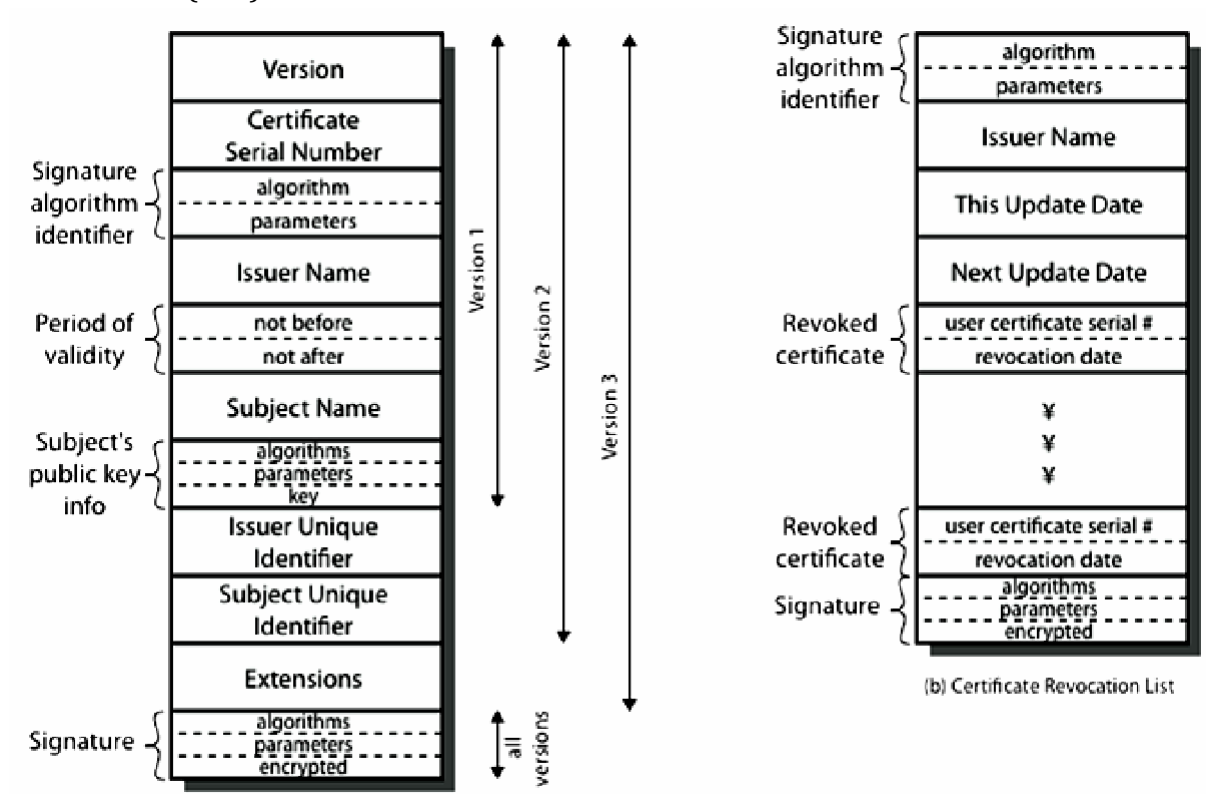 Version
Certificate
Serial Number
Signature
algorithm
identifier
algorithm
parameters
Issuer Name
Period of
validity
not before
not after
Subject Name
Subject's
public key
info
algorithms
parameters
key
Issuer Unique
Identifier
Subject Unique
Identifier
Extensions
Signature
algorithms
parameters
encrypted
Version 1
Version 2
Version 3
all
versions
Signature
algorithm
identifier
algorithm
parameters
Issuer Name
This Update Date
Next Update Date
Revoked
certificate
user certificate serial #
revocation date
¥
¥
¥
Revoked
certificate
user certificate serial #
revocation date
Signature
algorithms
parameters
encrypted
(b) Certificate Revocation List